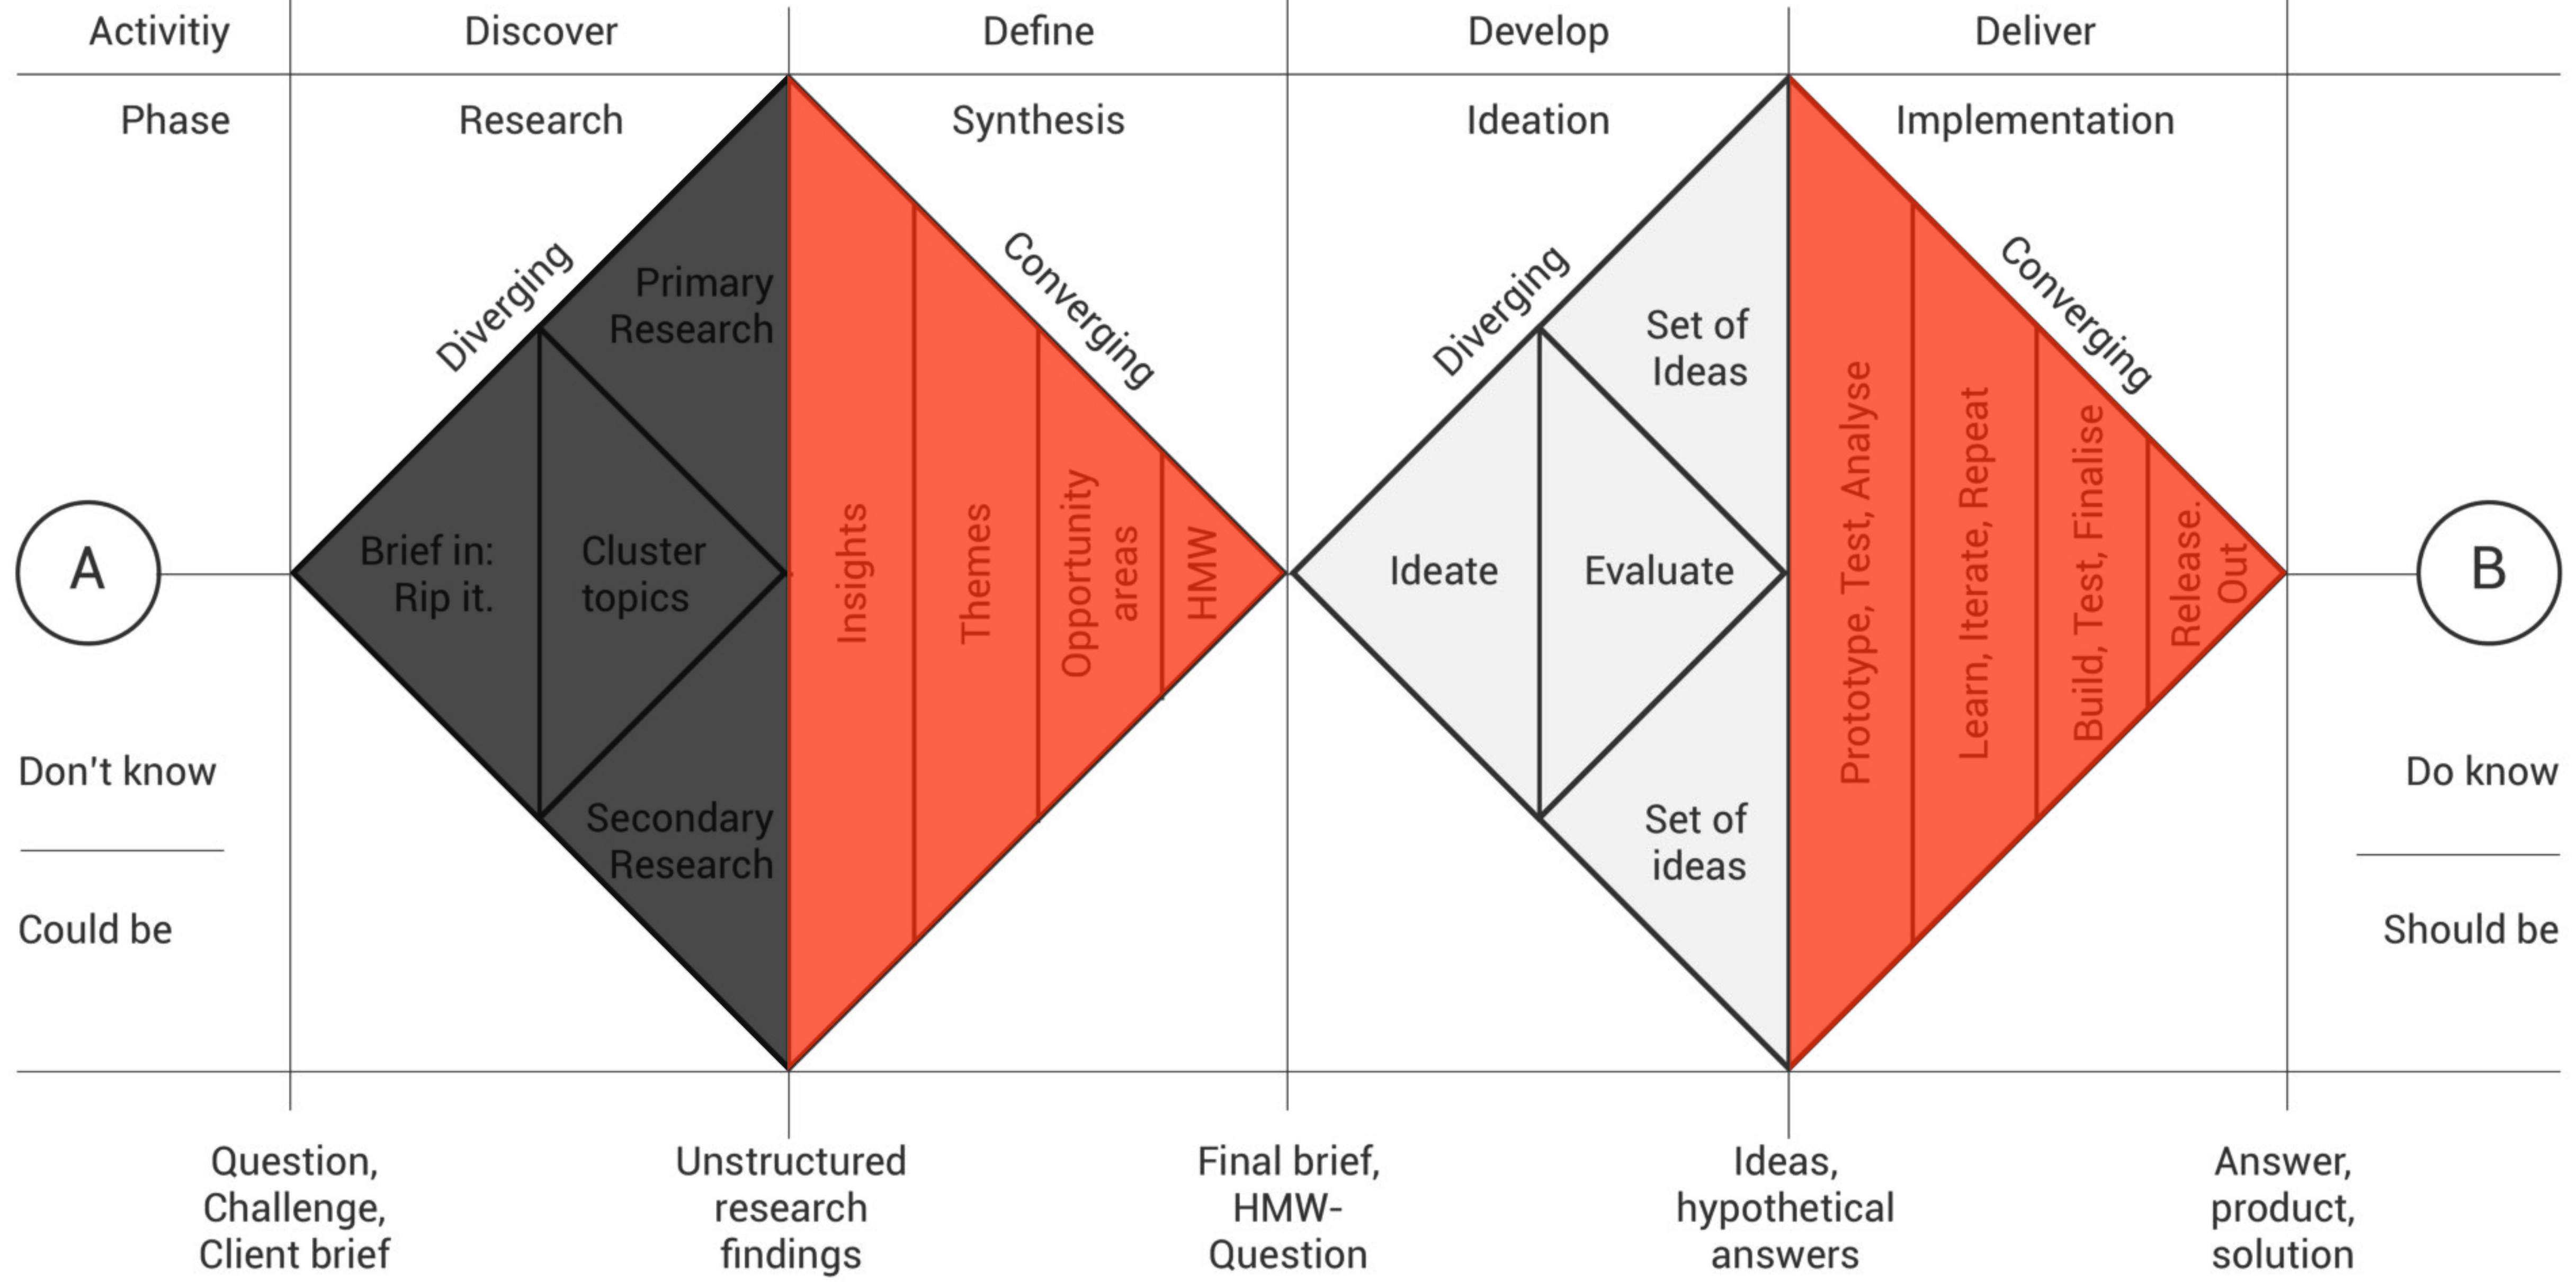 Activitiy
Discover
Define
Develop
Deliver
Phase
Research
Synthesis
Ideation
Implementation
Diverging
Converging
Diverging
Converging
A
Don't know
Could be
Brief in:
Rip it.
Cluster
topics
Primary
Research
Secondary
Research
Insights
Themes
Opportunity
areas
HMW
Ideate
Evaluate
Set of
Ideas
Set of
ideas
Prototype, Test, Analyse
Learn, Iterate, Repeat
Build, Test, Finalise
Release.
Out
B
Do know
Should be
Question,
Challenge,
Client brief
Unstructured
research
findings
Final brief,
HMW-
Question
Ideas,
hypothetical
answers
Answer,
product,
solution